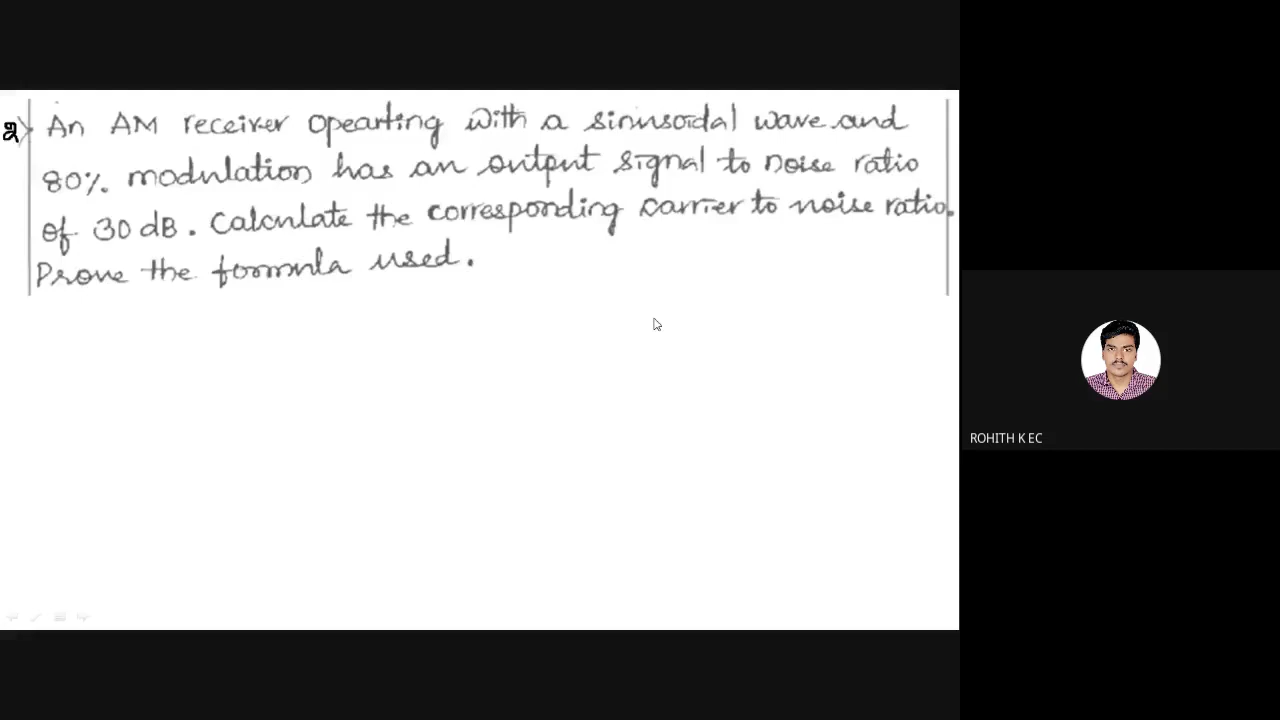 An AM receiver opearting with a sinusoidal wave and
80% modulation has an output signal to noise ratio
of 30 dB. Calculate the corresponding carrier to noise ratio.
Prove the formula used.
ROHITH K EC